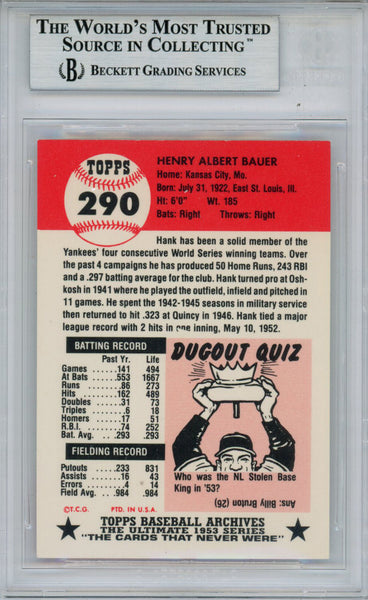 THE WORLD'S MOST TRUSTED
SOURCE IN COLLECTING™
B BECKETT GRADING SERVICES
TOPPS
290
HENRY ALBERT BAUER
Home: Kansas City, Mo.
Born: July 31, 1922, East St. Louis, Ill.
Ht: 6'0" Wt. 185
Bats: Right Throws: Right
Hank has been a solid member of the
Yankees' four consecutive World Series winning teams. Over
the past 4 campaigns he has produced 50 Home Runs, 243 RBI
and a .297 batting average for the club. Hank turned pro at Osh-
kosh in 1941 where he played the outfield, infield and pitched in
11 games. He spent the 1942-1945 seasons in military service
then returned to hit .323 at Quincy in 1946. Hank tied a major
league record with 2 hits in one inning, May 10, 1952.
BATTING RECORD
Past Yr. Life
Games ......141 494
At Bats ......553 1667
Runs ..........86 273
Hits ..........162 489
Doubles ......31 73
Triples ..........6 18
Homers ......17 51
R.B.I. ..........74 252
Bat. Avg. ...293 .293
FIELDING RECORD
Putouts .....233 831
Assists .......16 43
Errors ..........4 14
Field Avg. ..984 .984
©T.C.G. PTD. IN U.S.A.
DUGOUT QUIZ
Who was the NL Stolen Base
King in '53?
Ans: Billy Bruton (26)
TOPPS BASEBALL ARCHIVES
THE ULTIMATE 1953 SERIES
"THE CARDS THAT NEVER WERE"